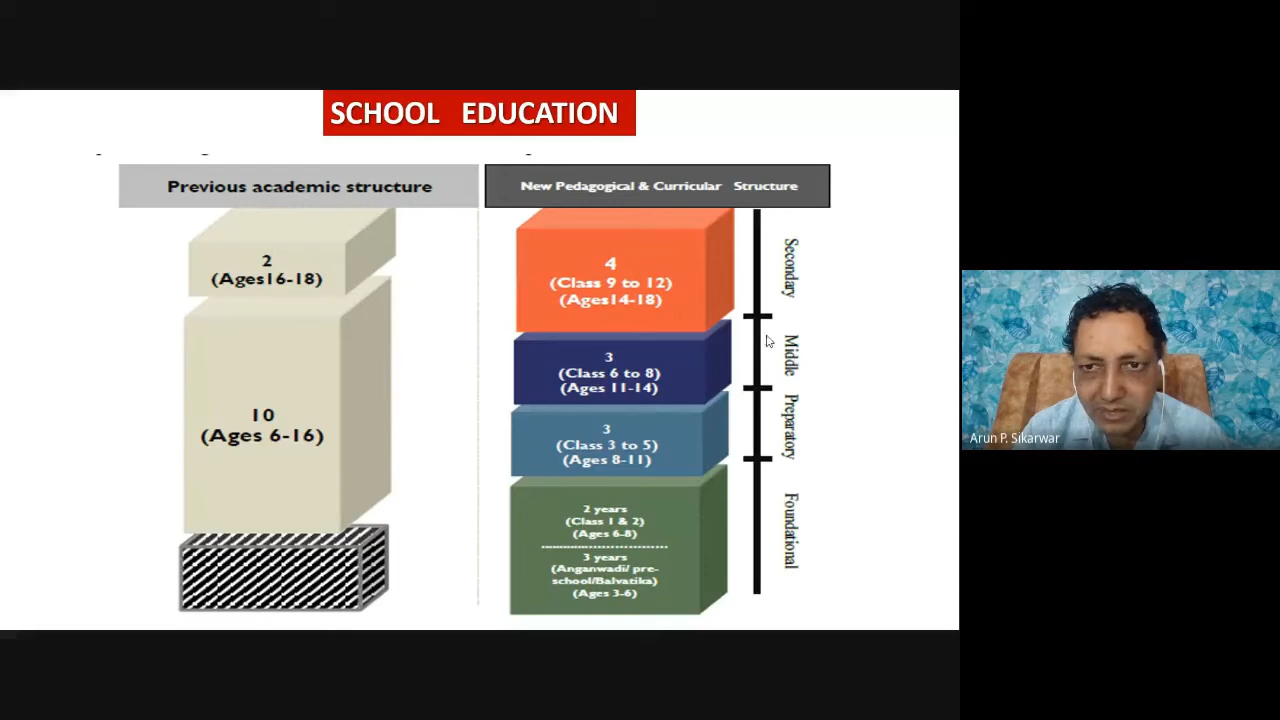 SCHOOL EDUCATION
Previous academic structure
2
(Ages16-18)
10
(Ages 6-16)
New Pedagogical & Curricular Structure
4
(Class 9 to 12)
(Ages14-18)
3
(Class 6 to 8)
(Ages 11-14)
3
(Class 3 to 5)
(Ages 8-11)
2 years
(Class 1 & 2)
(Ages 6-8)
3 years
(Anganwadi/ pre-
school/Balvatika)
(Ages 3-6)
Secondary
Middle
Preparatory
Foundational
Arun P. Sikarwar